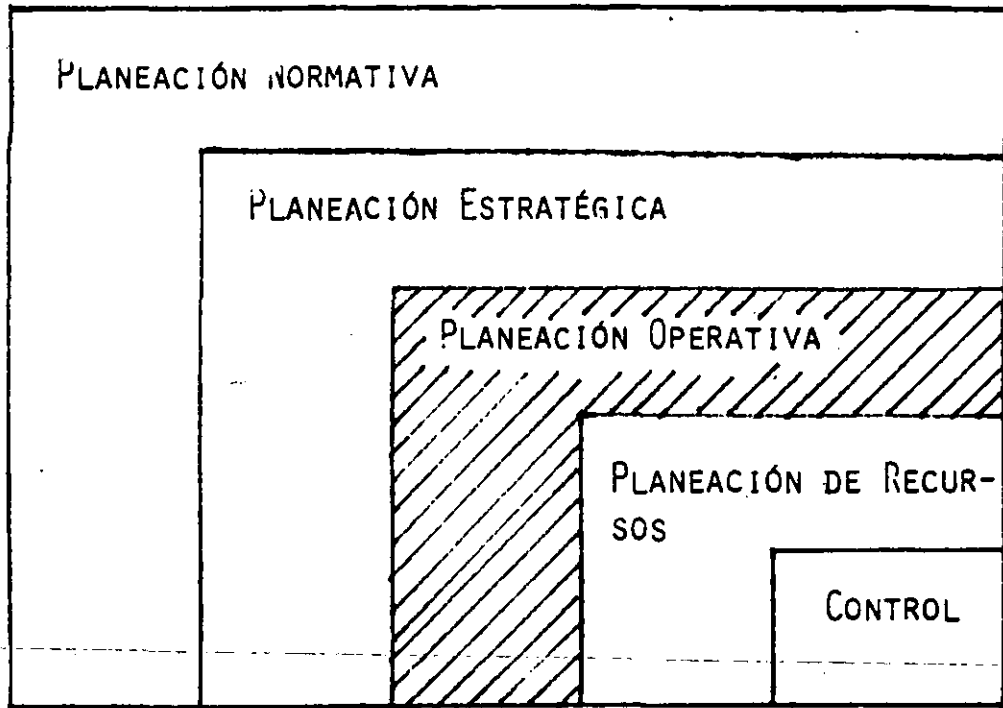 PLANEACIÓN NORMATIVA
PLANEACIÓN ESTRATÉGICA
PLANEACIÓN OPERATIVA
PLANEACIÓN DE RECUR-
SOS
CONTROL